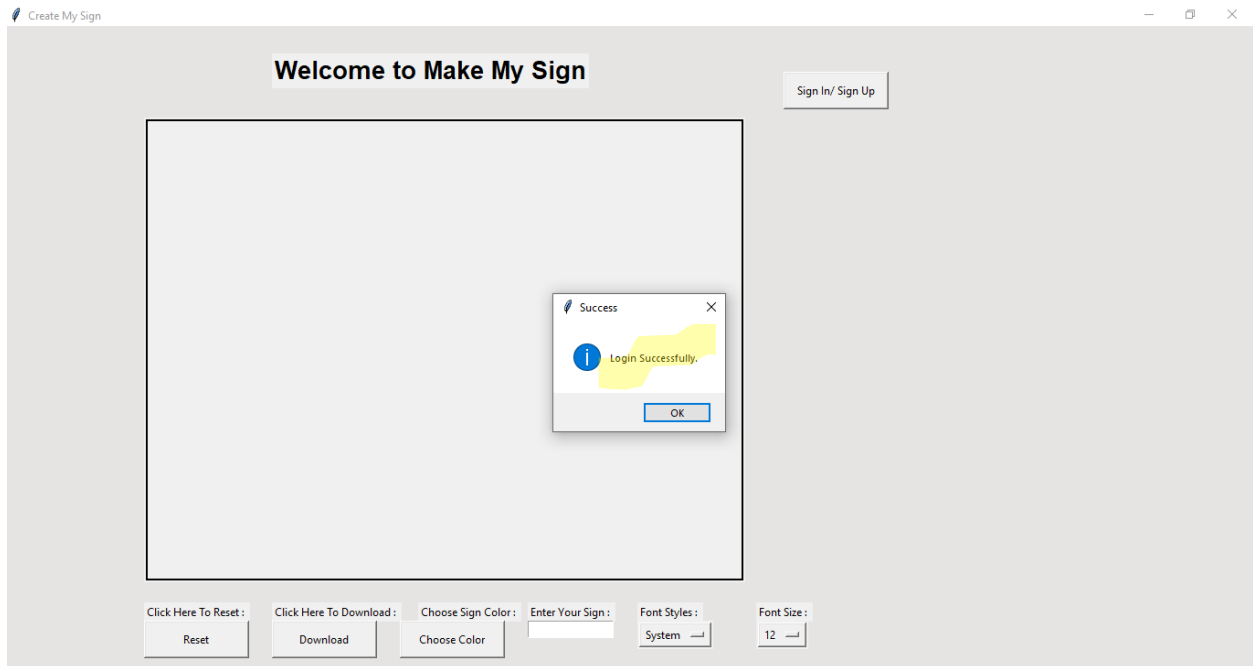 Create My Sign
Welcome to Make My Sign
Sign In/ Sign Up
Success
Login Successfully.
OK
Click Here To Reset :
Click Here To Download :
Choose Sign Color :
Enter Your Sign :
Font Styles :
Font Size :
Reset
Download
Choose Color
System
12